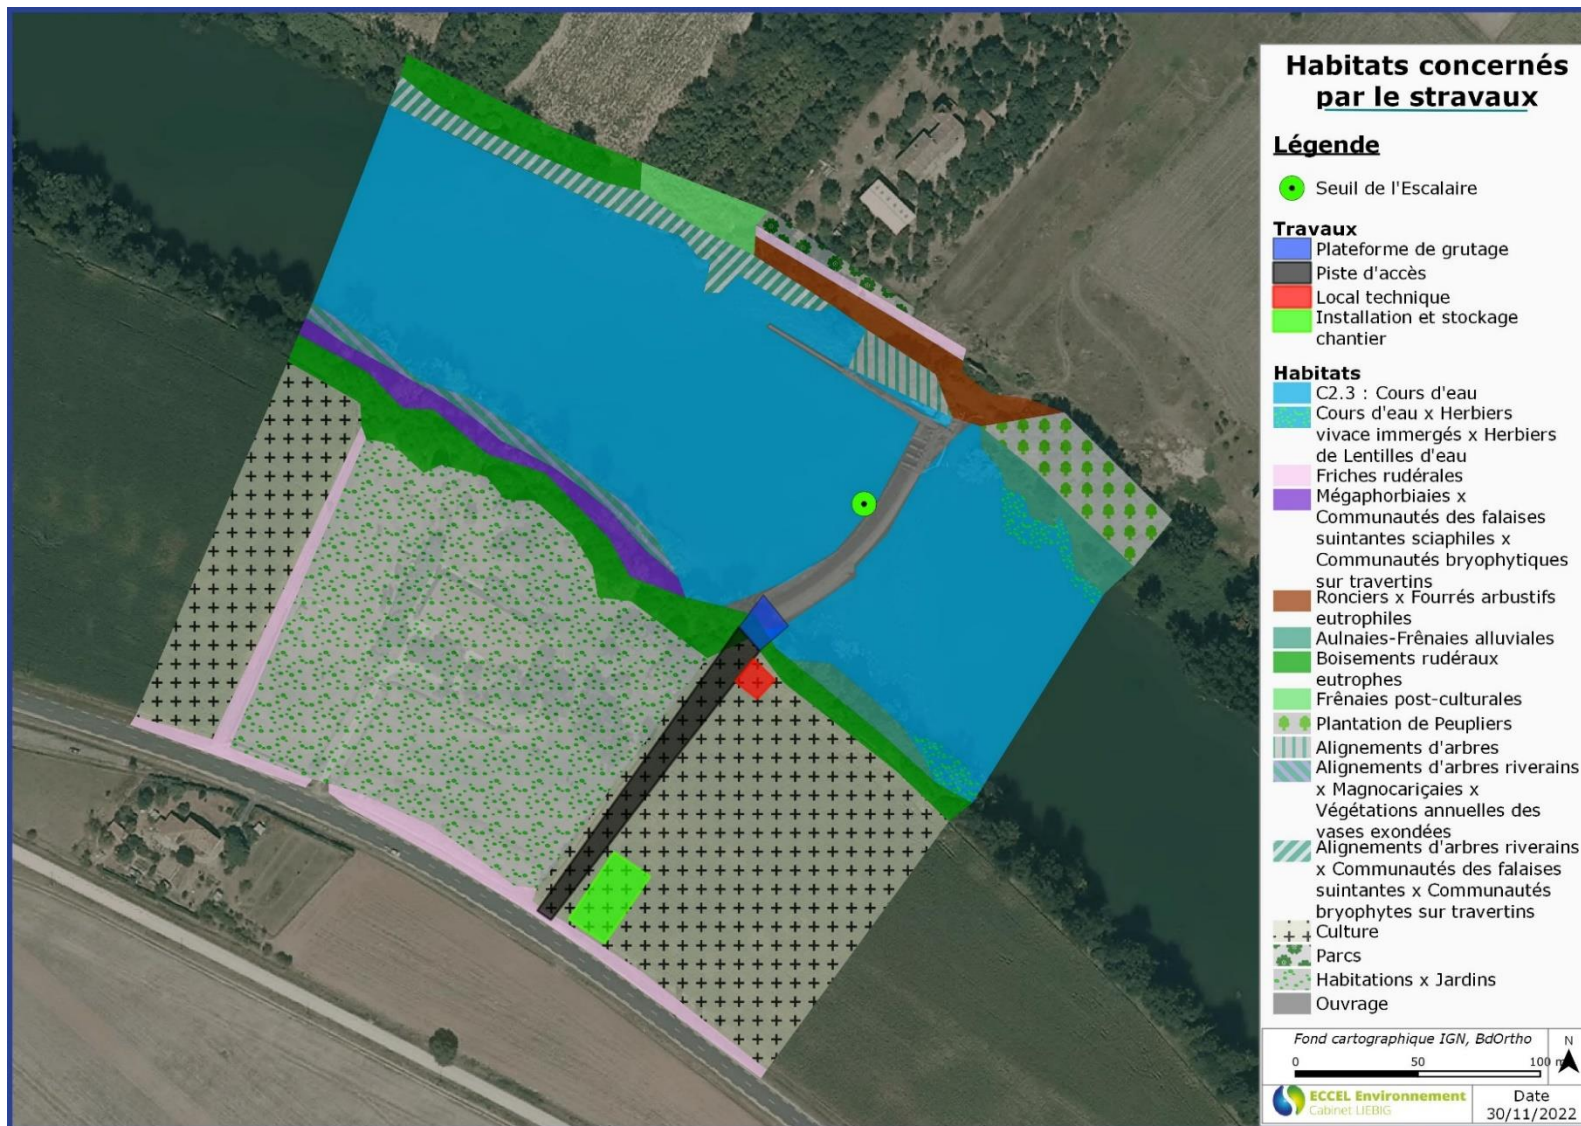 Habitats concernés
par le stravaux
Légende
Seuil de l'Escalaire
Travaux
Plateforme de grutage
Piste d'accès
Local technique
Installation et stockage
chantier
Habitats
C2.3 : Cours d'eau
Cours d'eau x Herbiers
vivace immergés x Herbiers
de Lentilles d'eau
Friches rudérales
Mégaphorbiaies x
Communautés des falaises
suintantes sciaphiles x
Communautés bryophytiques
sur travertins
Ronciers x Fourrés arbustifs
eutrophiles
Aulnaies-Frênaies alluviales
Boisements rudéraux
eutrophes
Frênaies post-culturales
Plantation de Peupliers
Alignements d'arbres
Alignements d'arbres riverains
x Magnocariçaies x
Végétations annuelles des
vases exondées
Alignements d'arbres riverains
x Communautés des falaises
suintantes x Communautés
bryophytes sur travertins
Culture
Parcs
Habitations x Jardins
Ouvrage
Fond cartographique IGN, BdOrtho
N
0 50 100 m
ECCEL Environnement
Cabinet LIEBIG
Date
30/11/2022